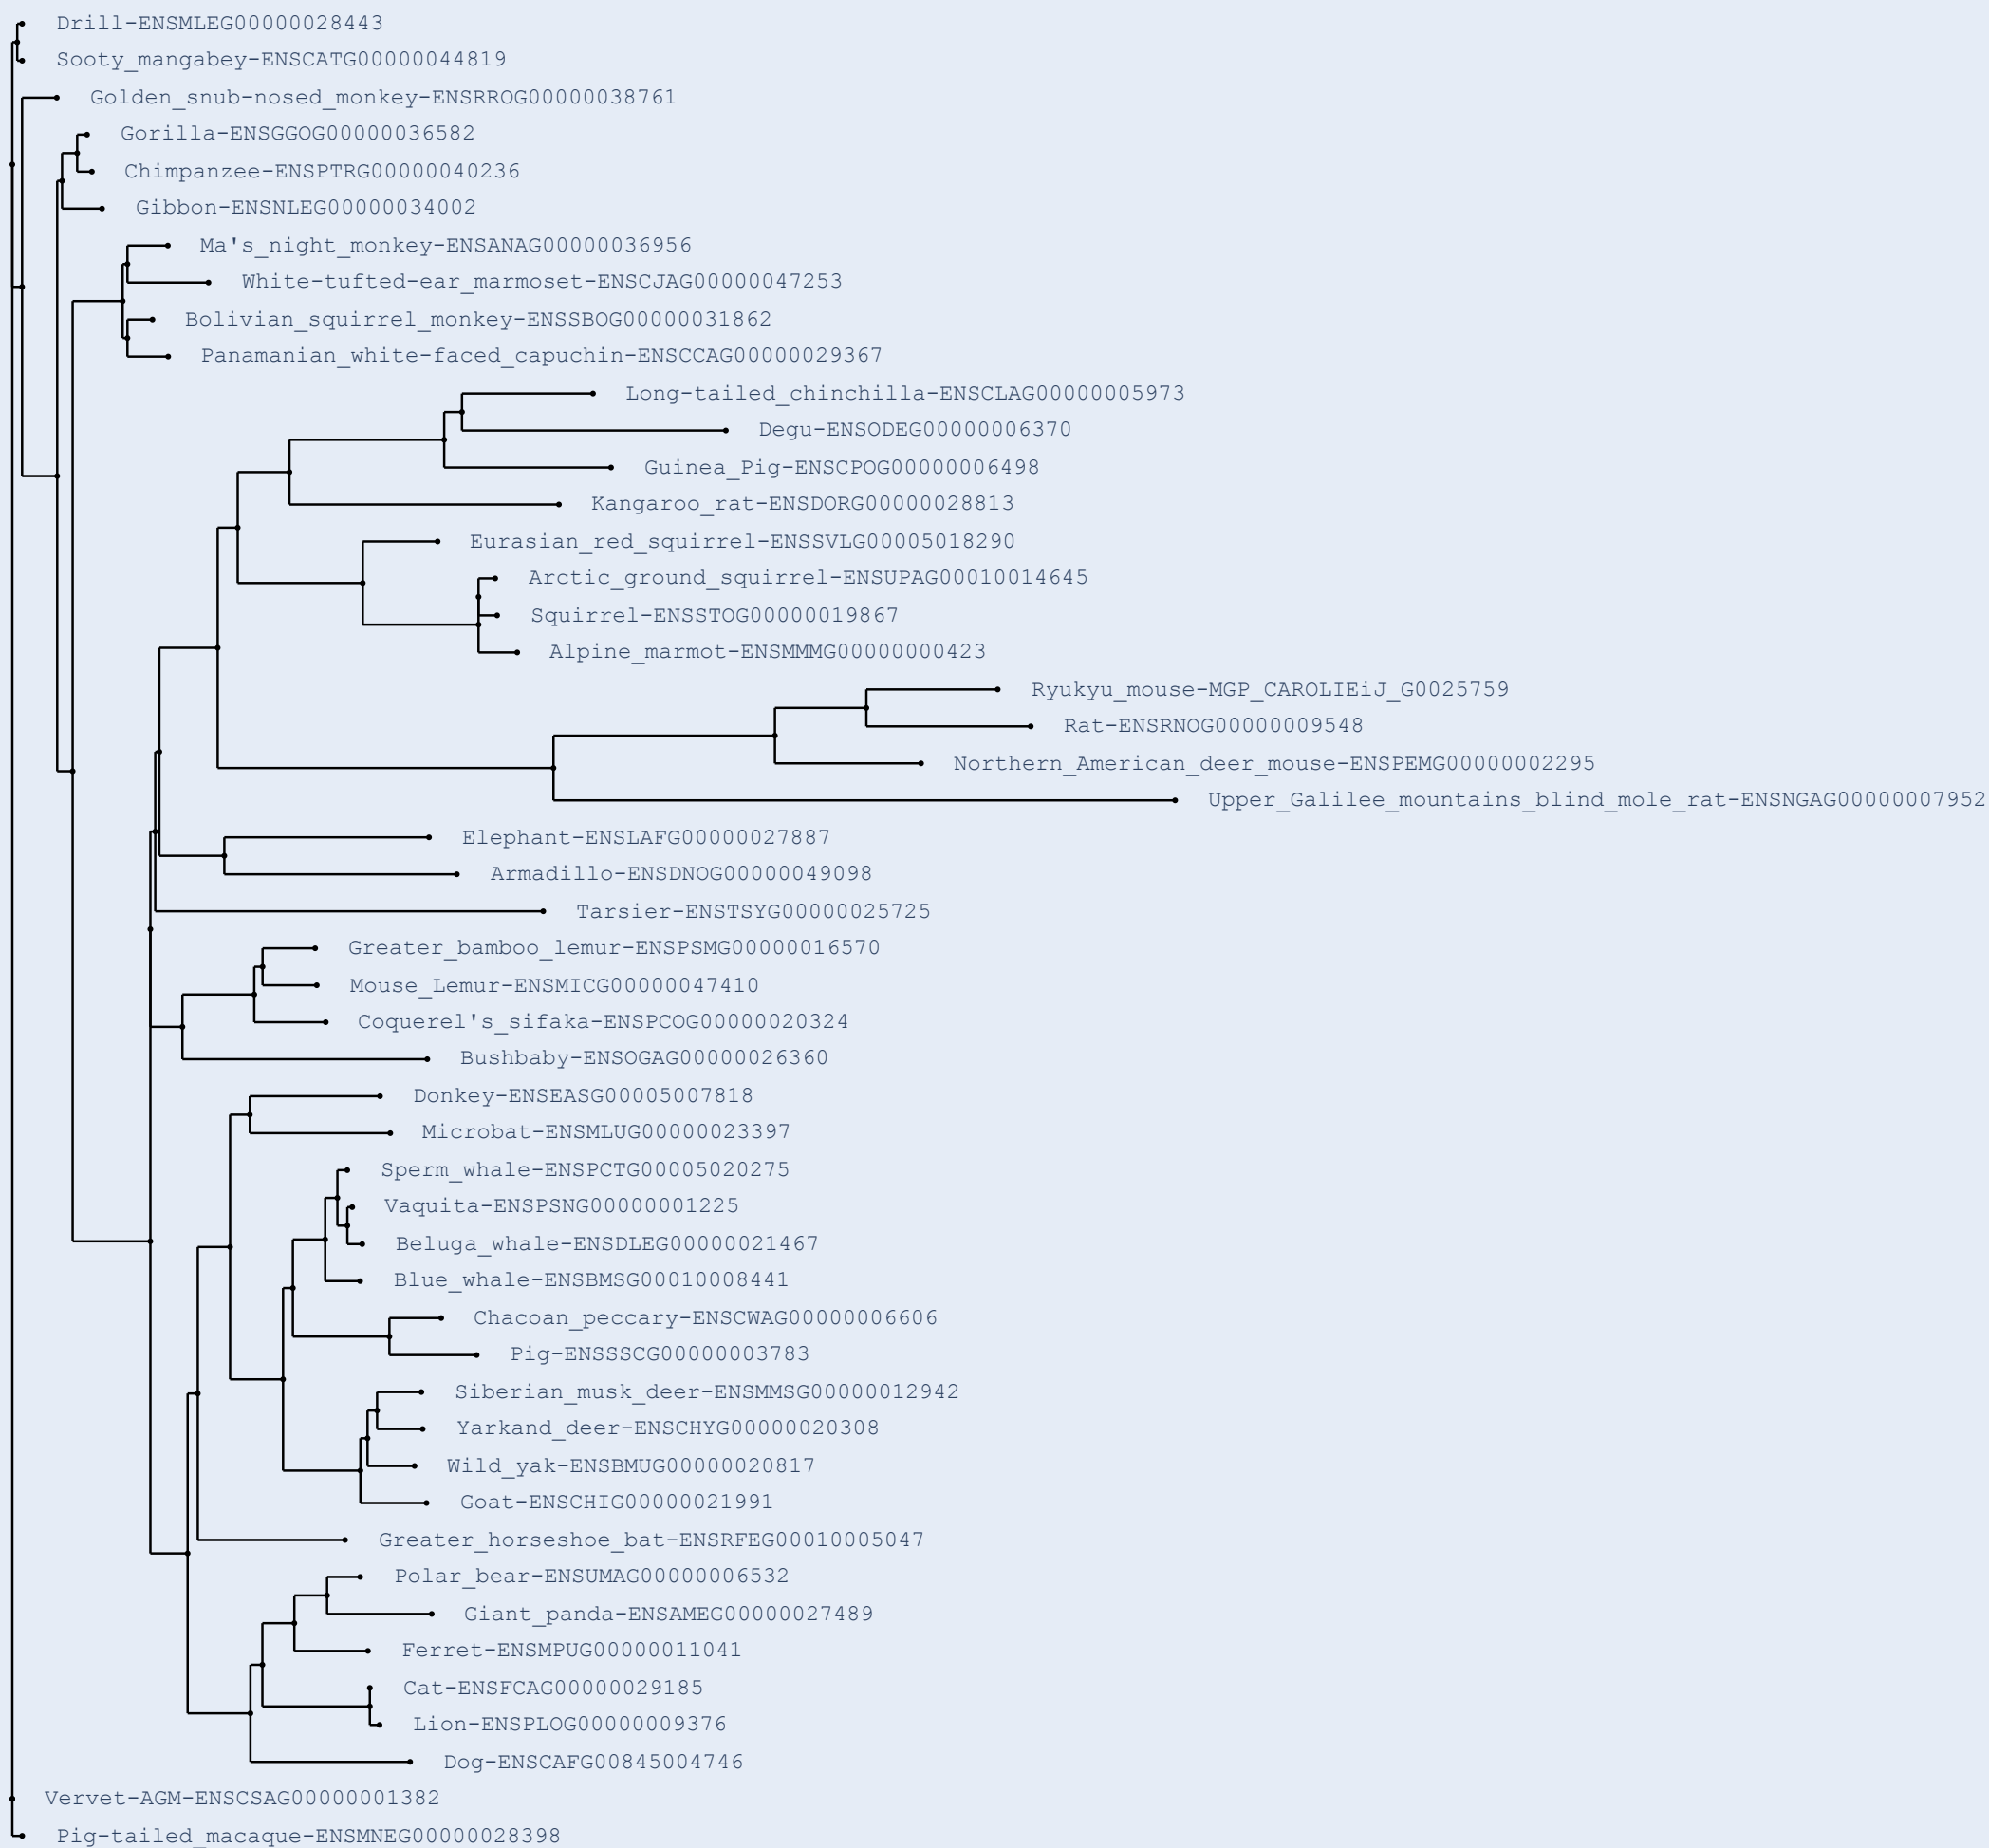 Drill-ENSMLEG00000028443
Sooty_mangabey-ENSCATG00000044819
Golden_snub-nosed_monkey-ENSRROG00000038761
Gorilla-ENSGGOG00000036582
Chimpanzee-ENSPTRG00000040236
Gibbon-ENSNLEG00000034002
Ma's_night_monkey-ENSANAG00000036956
White-tufted-ear_marmoset-ENSCJAG00000047253
Bolivian_squirrel_monkey-ENSSBOG00000031862
Panamanian_white-faced_capuchin-ENSCCAG00000029367
Long-tailed_chinchilla-ENSCLAG00000005973
Degu-ENSODEG00000006370
Guinea_Pig-ENSCPOG00000006498
Kangaroo_rat-ENSDORG00000028813
Eurasian_red_squirrel-ENSSVLG00005018290
Arctic_ground_squirrel-ENSUPAG00010014645
Squirrel-ENSSTOG00000019867
Alpine_marmot-ENSMMMG00000000423
Ryukyu_mouse-MGP_CAROLIEiJ_G0025759
Rat-ENSRNOG00000009548
Northern_American_deer_mouse-ENSPEMG00000002295
Upper_Galilee_mountains_blind_mole_rat-ENSNGAG00000007952
Elephant-ENSLAFG00000027887
Armadillo-ENSDNOG00000049098
Tarsier-ENSTSYG00000025725
Greater_bamboo_lemur-ENSPSMG00000016570
Mouse_Lemur-ENSMICG00000047410
Coquerel's_sifaka-ENSPCOG00000020324
Bushbaby-ENSOGAG00000026360
Donkey-ENSEASG00005007818
Microbat-ENSMLUG00000023397
Sperm_whale-ENSPCTG00005020275
Vaquita-ENSPSNG00000001225
Beluga_whale-ENSDLEG00000021467
Blue_whale-ENSBMSG00010008441
Chacoan_peccary-ENSCWAG00000006606
Pig-ENSSSCG00000003783
Siberian_musk_deer-ENSMMSG00000012942
Yarkand_deer-ENSCHYG00000020308
Wild_yak-ENSBMUG00000020817
Goat-ENSCHIG00000021991
Greater_horseshoe_bat-ENSRFEG00010005047
Polar_bear-ENSUMAG00000006532
Giant_panda-ENSAMEG00000027489
Ferret-ENSMPUG00000011041
Cat-ENSFCAG00000029185
Lion-ENSPLOG00000009376
Dog-ENSCAFG00845004746
Vervet-AGM-ENSCSAG00000001382
Pig-tailed_macaque-ENSMNEG00000028398